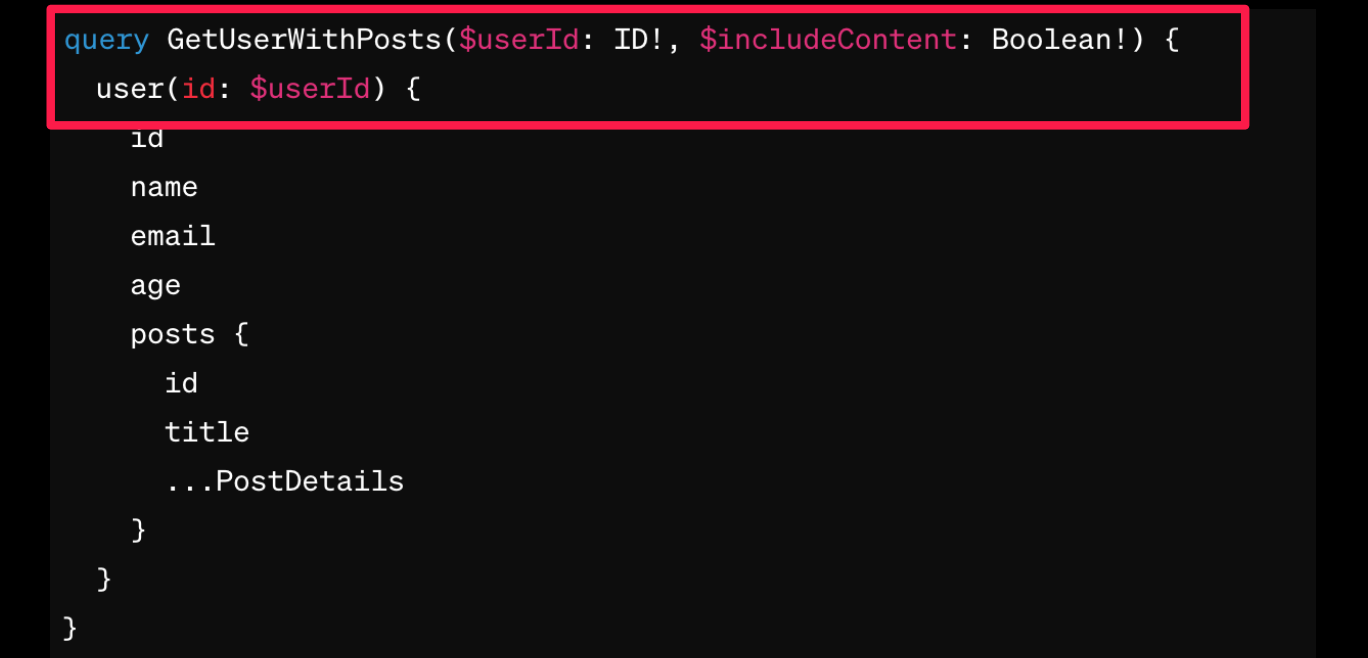 query GetUserWithPosts($userId: ID!, $includeContent: Boolean!) {
  user(id: $userId) {
    id
    name
    email
    age
    posts {
      id
      title
      ...PostDetails
    }
  }
}